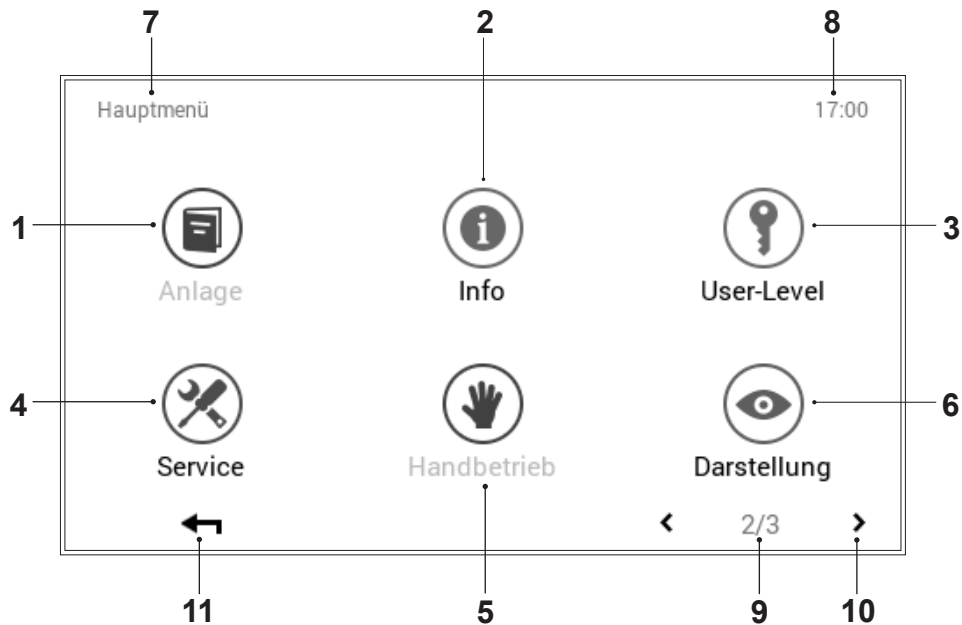 7 2 8
Hauptmenü 17:00
1 3
Anlage Info User-Level
4 6
Service Handbetrieb Darstellung
2/3
11 5 9 10